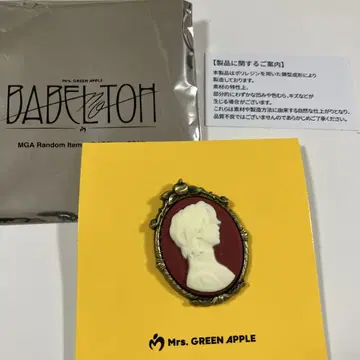 Mrs. GREEN APPLE
BABEL no TOH
MGA Random Item
【製品に関するご案内】
本製品はポリレジンを用いた鋳型成形により
製造しております。
素材の特性上、
部分的にわずかな凹みや色むら、キズなどが
生じる場合がございます。
これらは素材や製造方法に由来する自然な仕上がりとなり、
品質不良ではございませんのであらかじめご了承ください。
Mrs. GREEN APPLE